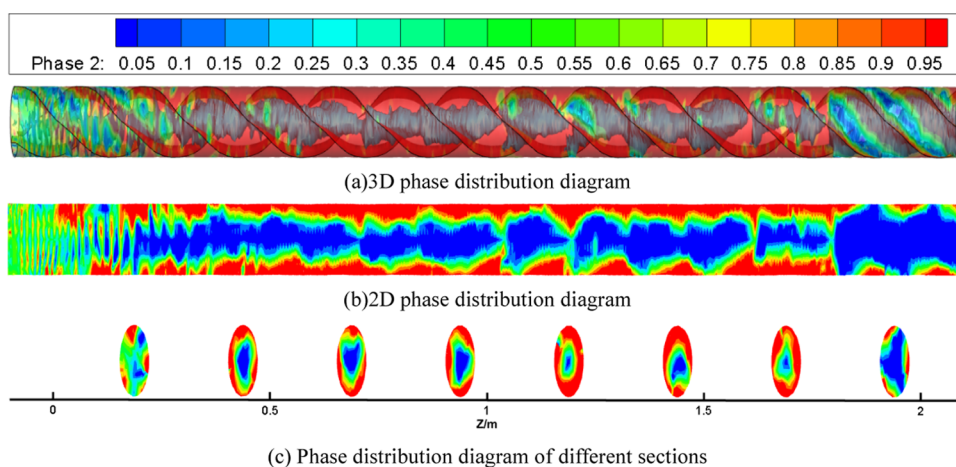 Phase 2: 0.05 0.1 0.15 0.2 0.25 0.3 0.35 0.4 0.45 0.5 0.55 0.6 0.65 0.7 0.75 0.8 0.85 0.9 0.95
(a)3D phase distribution diagram
(b)2D phase distribution diagram
0 0.5 1 1.5 2
Z/m
(c) Phase distribution diagram of different sections